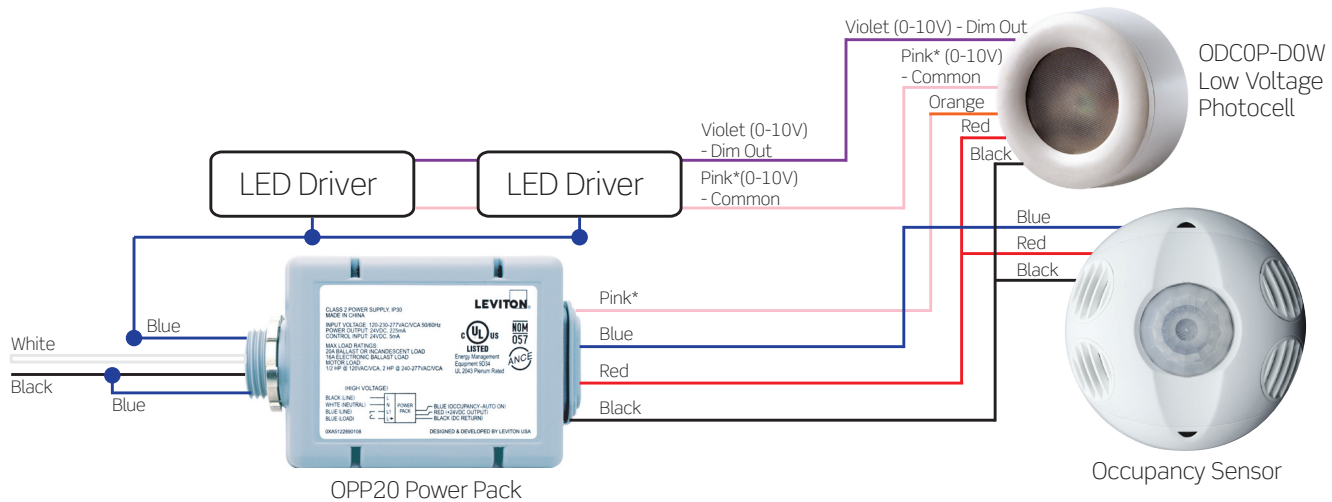 Violet (0-10V) - Dim Out
Pink* (0-10V)
- Common
Orange
Red
Black
ODC0P-D0W
Low Voltage
Photocell
Violet (0-10V)
- Dim Out
Pink*(0-10V)
- Common
LED Driver
LED Driver
Blue
Red
Black
White
Black
Blue
Blue
CLASS 2 POWER SUPPLY, IP30
MADE IN CHINA
INPUT VOLTAGE: 120-230-277VAC/VCA 50/60Hz
POWER OUTPUT: 24VDC, 225mA
CONTROL INPUT: 24VDC, 5mA
MAX LOAD RATINGS:
20A BALLAST OR INCANDESCENT LOAD
16A ELECTRONIC BALLAST LOAD
MOTOR LOAD:
1/2 HP @ 120VAC/VCA, 2 HP @ 240-277VAC/VCA
LEVITON
C UL US
LISTED
Energy Management
Equipment 9D34
UL 2043 Plenum Rated
NOM
057
ANCE
(HIGH VOLTAGE)
BLACK (LINE)
WHITE (NEUTRAL)
BLUE (LINE)
BLUE (LOAD)
L
N
L1
POWER
PACK
BLUE (OCCUPANCY-AUTO ON)
RED (+24VDC OUTPUT)
BLACK (DC RETURN)
DESIGNED & DEVELOPED BY LEVITON USA
Pink*
Blue
Red
Black
OPP20 Power Pack
Occupancy Sensor